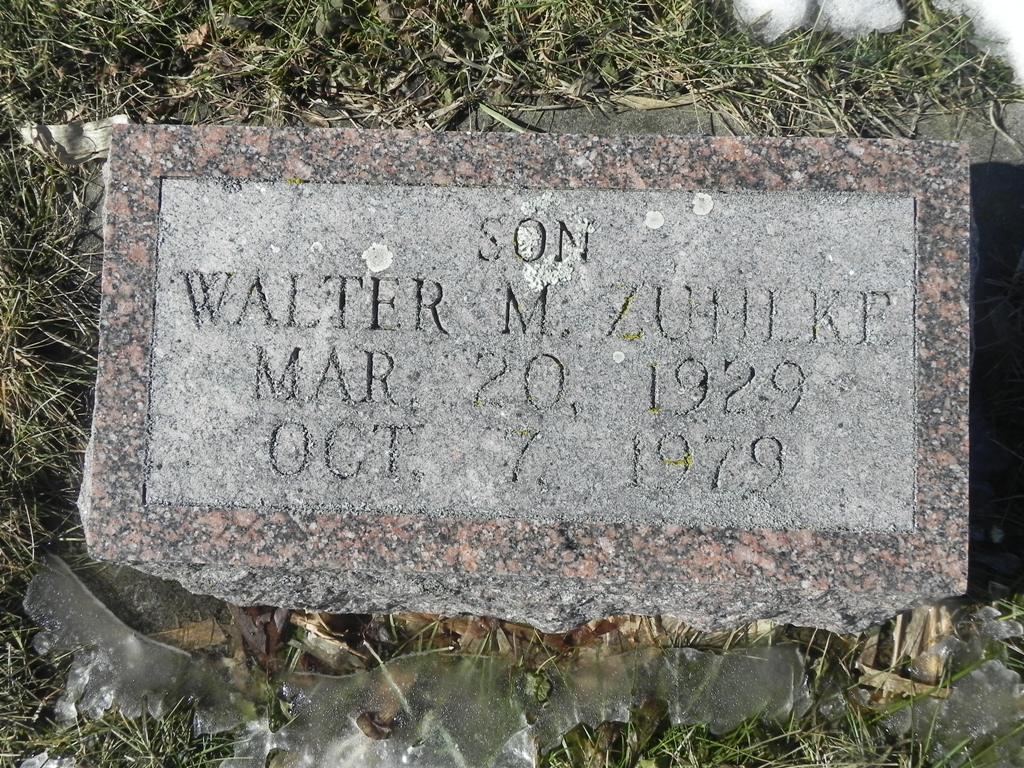 SON
WALTER M. ZUHLKE
MAR. 20, 1929
OCT 7, 1979